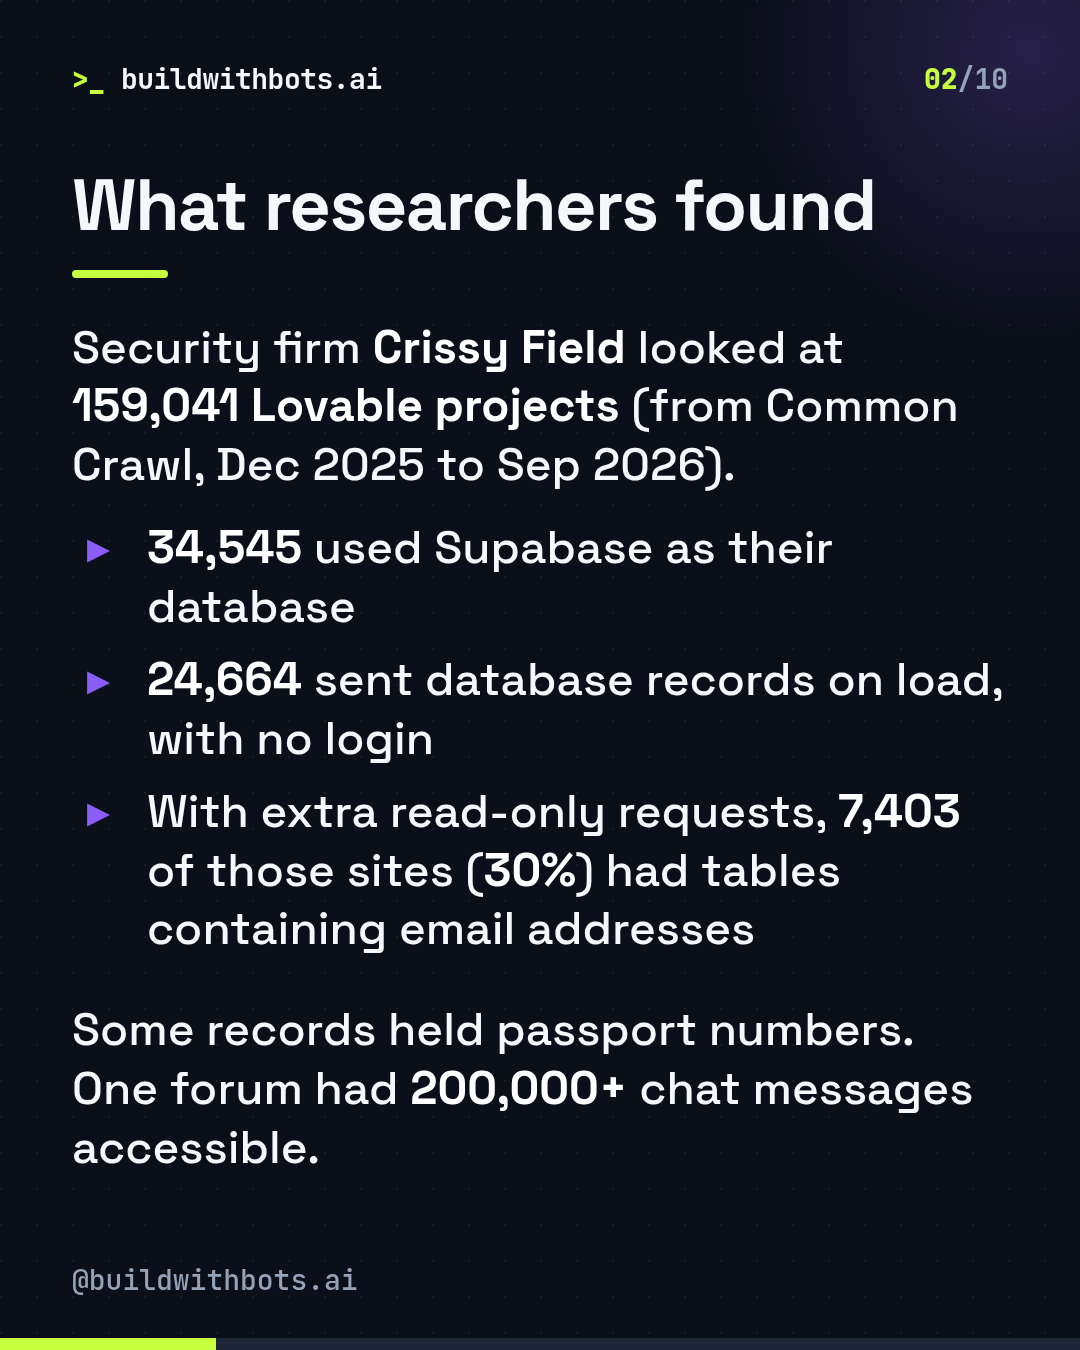 >_ buildwithbots.ai
02/10
What researchers found
Security firm Crissy Field looked at
159,041 Lovable projects (from Common
Crawl, Dec 2025 to Sep 2026).
▶ 34,545 used Supabase as their
database
▶ 24,664 sent database records on load,
with no login
▶ With extra read-only requests, 7,403
of those sites (30%) had tables
containing email addresses
Some records held passport numbers.
One forum had 200,000+ chat messages
accessible.
@buildwithbots.ai